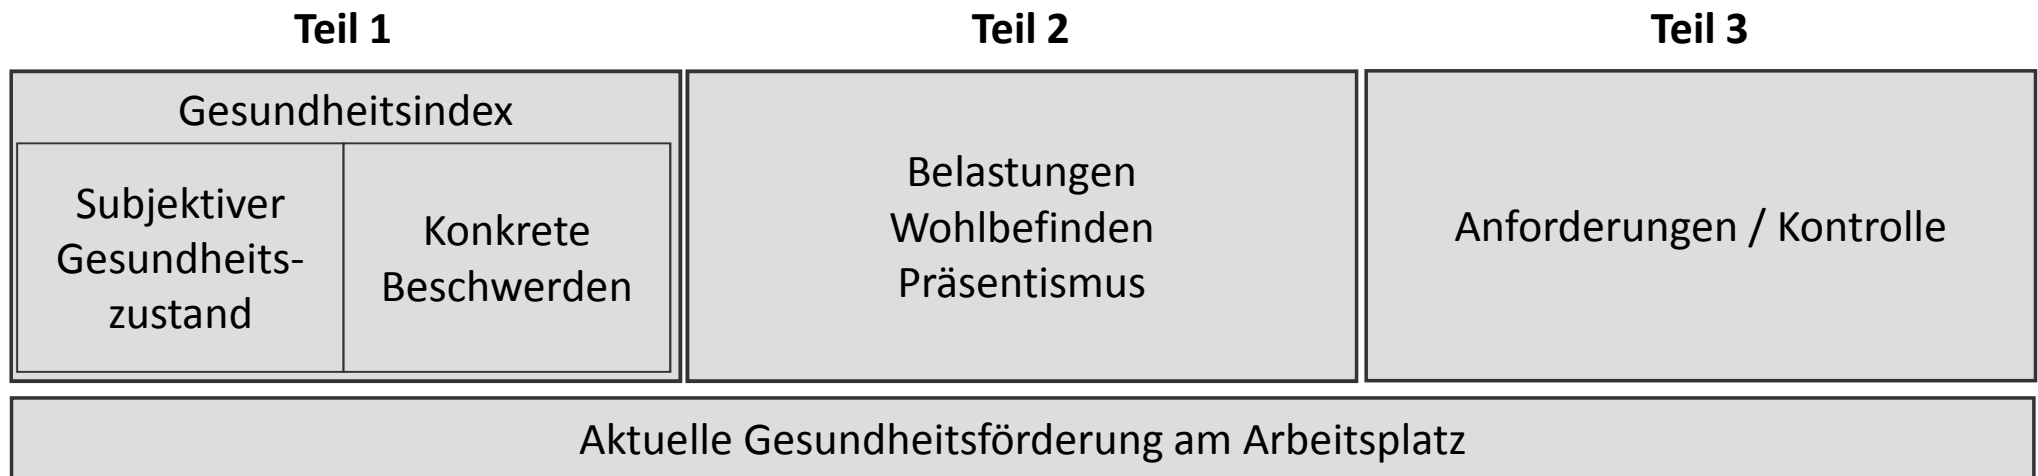 Teil 1
Teil 2
Teil 3
Gesundheitsindex
Subjektiver
Gesundheits-
zustand
Konkrete
Beschwerden
Belastungen
Wohlbefinden
Präsentismus
Anforderungen / Kontrolle
Aktuelle Gesundheitsförderung am Arbeitsplatz